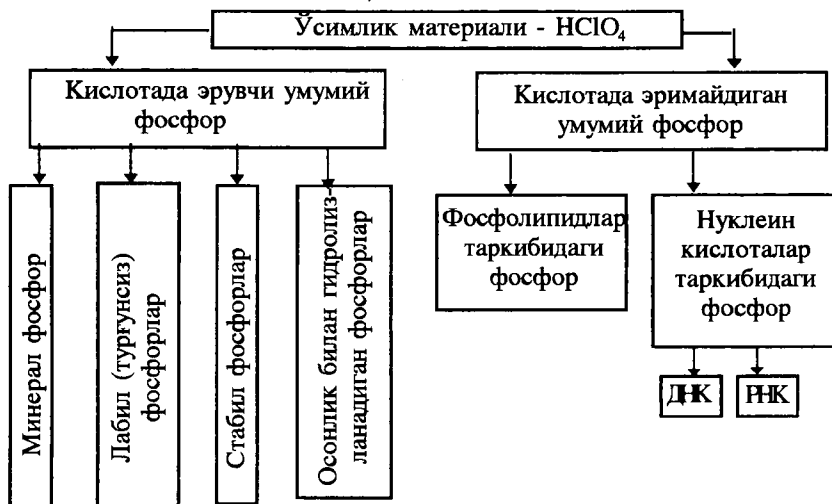 Ўсимлик материали - HClO₄
Кислотада эрувчи умумий
фосфор
Кислотада эримайдиган
умумий фосфор
Минерал фосфор
Лабил (турғунсиз)
фосфорлар
Стабил фосфорлар
Осонлик билан гидролиз-
ланадиган фосфорлар
Фосфолипидлар
таркибидаги
фосфор
Нуклеин
кислоталар
таркибидаги
фосфор
ДНК
РНК